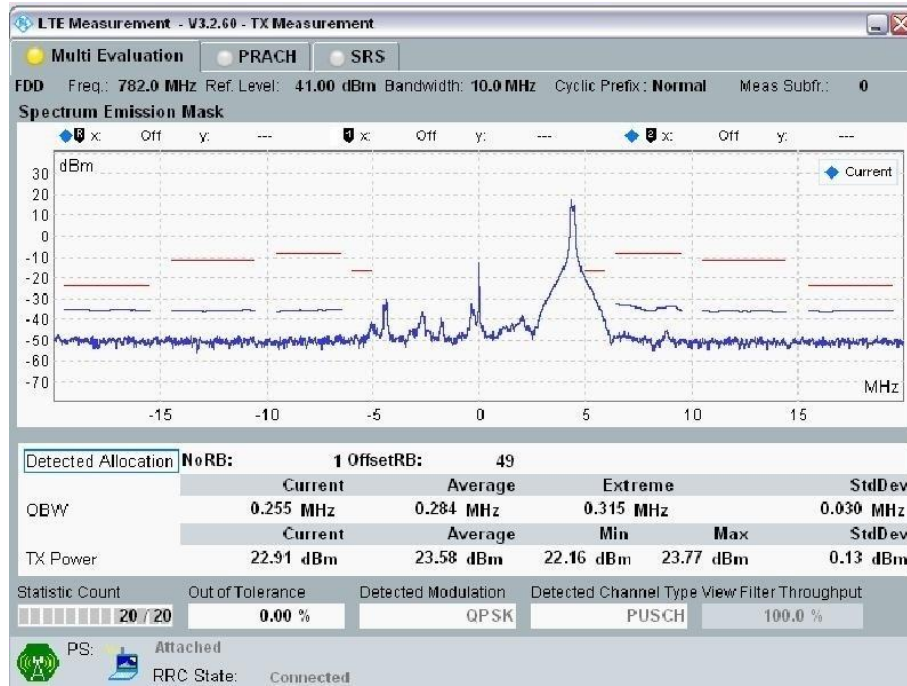 LTE Measurement - V3.2.60 - TX Measurement
Multi Evaluation PRACH SRS
FDD Freq.: 782.0 MHz Ref. Level: 41.00 dBm Bandwidth: 10.0 MHz Cyclic Prefix: Normal Meas Subfr.: 0
Spectrum Emission Mask
R x: Off y: --- 1 x: Off y: --- 2 x: Off y: ---
dBm
Current
30
20
10
0
-10
-20
-30
-40
-50
-60
-70
MHz
-15 -10 -5 0 5 10 15
Detected Allocation NoRB: 1 OffsetRB: 49
Current Average Extreme StdDev
OBW 0.255 MHz 0.284 MHz 0.315 MHz 0.030 MHz
Current Average Min Max StdDev
TX Power 22.91 dBm 23.58 dBm 22.16 dBm 23.77 dBm 0.13 dBm
Statistic Count Out of Tolerance Detected Modulation Detected Channel Type View Filter Throughput
20 / 20 0.00 % QPSK PUSCH 100.0 %
PS: Attached
RRC State: Connected